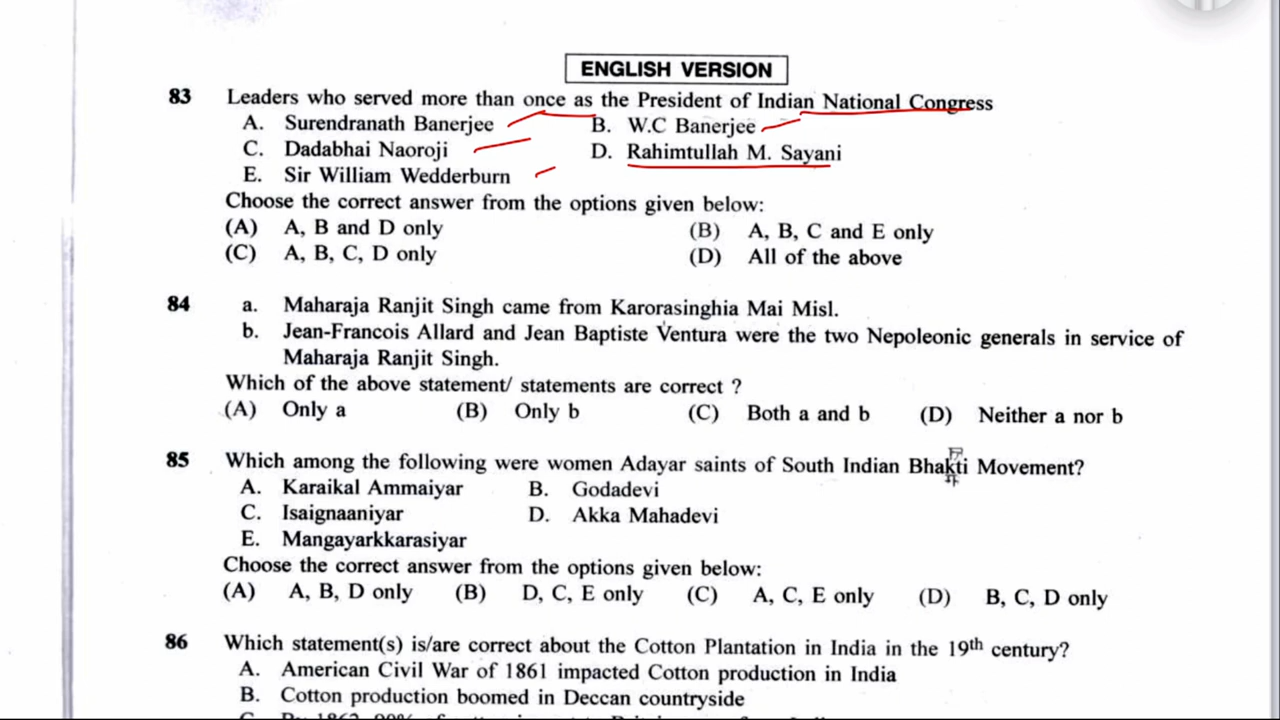 ENGLISH VERSION
83 Leaders who served more than once as the President of Indian National Congress
A. Surendranath Banerjee B. W.C Banerjee
C. Dadabhai Naoroji D. Rahimtullah M. Sayani
E. Sir William Wedderburn
Choose the correct answer from the options given below:
(A) A, B and D only (B) A, B, C and E only
(C) A, B, C, D only (D) All of the above
84 a. Maharaja Ranjit Singh came from Karorasinghia Mai Misl.
b. Jean-Francois Allard and Jean Baptiste Ventura were the two Nepoleonic generals in service of
Maharaja Ranjit Singh.
Which of the above statement/ statements are correct ?
(A) Only a (B) Only b (C) Both a and b (D) Neither a nor b
85 Which among the following were women Adayar saints of South Indian Bhakti Movement?
A. Karaikal Ammaiyar B. Godadevi
C. Isaignaaniyar D. Akka Mahadevi
E. Mangayarkkarasiyar
Choose the correct answer from the options given below:
(A) A, B, D only (B) D, C, E only (C) A, C, E only (D) B, C, D only
86 Which statement(s) is/are correct about the Cotton Plantation in India in the 19th century?
A. American Civil War of 1861 impacted Cotton production in India
B. Cotton production boomed in Deccan countryside